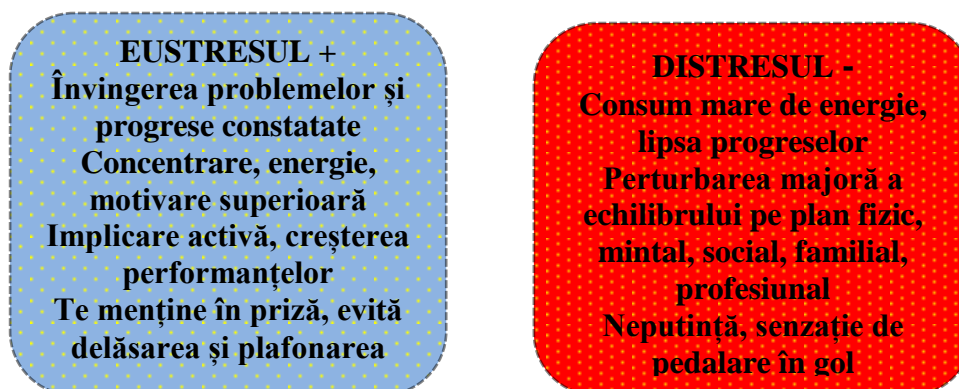 EUSTRESUL +
Învingerea problemelor și
progrese constatate
Concentrare, energie,
motivare superioară
Implicare activă, creșterea
performanțelor
Te menține în priză, evită
delăsarea și plafonarea
DISTRESUL -
Consum mare de energie,
lipsa progreselor
Perturbarea majoră a
echilibrului pe plan fizic,
mintal, social, familial,
profesiunal
Neputință, senzație de
pedalare în gol